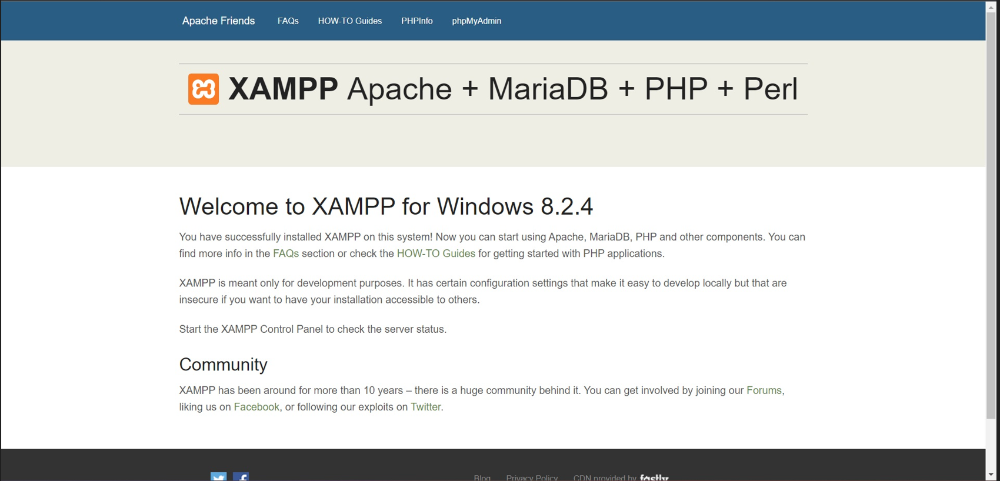 Apache Friends FAQs HOW-TO Guides PHPInfo phpMyAdmin
XAMPP Apache + MariaDB + PHP + Perl
Welcome to XAMPP for Windows 8.2.4
You have successfully installed XAMPP on this system! Now you can start using Apache, MariaDB, PHP and other components. You can
find more info in the FAQs section or check the HOW-TO Guides for getting started with PHP applications.
XAMPP is meant only for development purposes. It has certain configuration settings that make it easy to develop locally but that are
insecure if you want to have your installation accessible to others.
Start the XAMPP Control Panel to check the server status.
Community
XAMPP has been around for more than 10 years – there is a huge community behind it. You can get involved by joining our Forums,
liking us on Facebook, or following our exploits on Twitter.
Blog Privacy Policy CDN provided by fastly